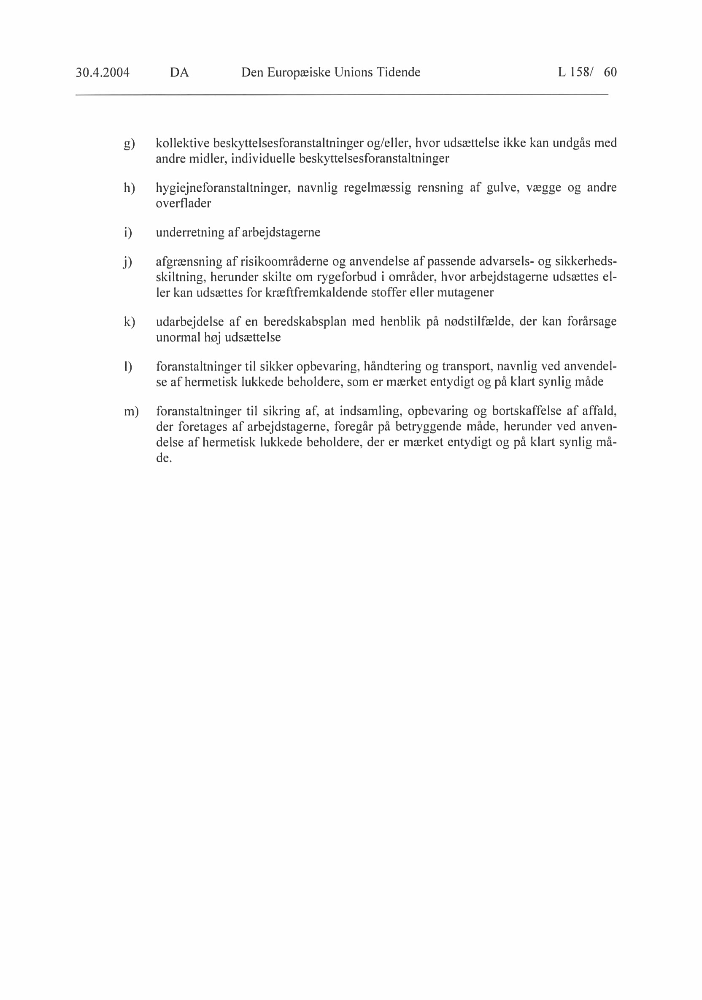 30.4.2004 DA Den Europæiske Unions Tidende L 158/ 60
g) kollektive beskyttelsesforanstaltninger og/eller, hvor udsættelse ikke kan undgås med
andre midler, individuelle beskyttelsesforanstaltninger
h) hygiejneforanstaltninger, navnlig regelmæssig rensning af gulve, vægge og andre
overflader
i) underretning af arbejdstagerne
j) afgrænsning af risikoområderne og anvendelse af passende advarsels- og sikkerheds-
skiltning, herunder skilte om rygeforbud i områder, hvor arbejdstagerne udsættes el-
ler kan udsættes for kræftfremkaldende stoffer eller mutagener
k) udarbejdelse af en beredskabsplan med henblik på nødstilfælde, der kan forårsage
unormal høj udsættelse
l) foranstaltninger til sikker opbevaring, håndtering og transport, navnlig ved anvendel-
se af hermetisk lukkede beholdere, som er mærket entydigt og på klart synlig måde
m) foranstaltninger til sikring af, at indsamling, opbevaring og bortskaffelse af affald,
der foretages af arbejdstagerne, foregår på betryggende måde, herunder ved anven-
delse af hermetisk lukkede beholdere, der er mærket entydigt og på klart synlig må-
de.